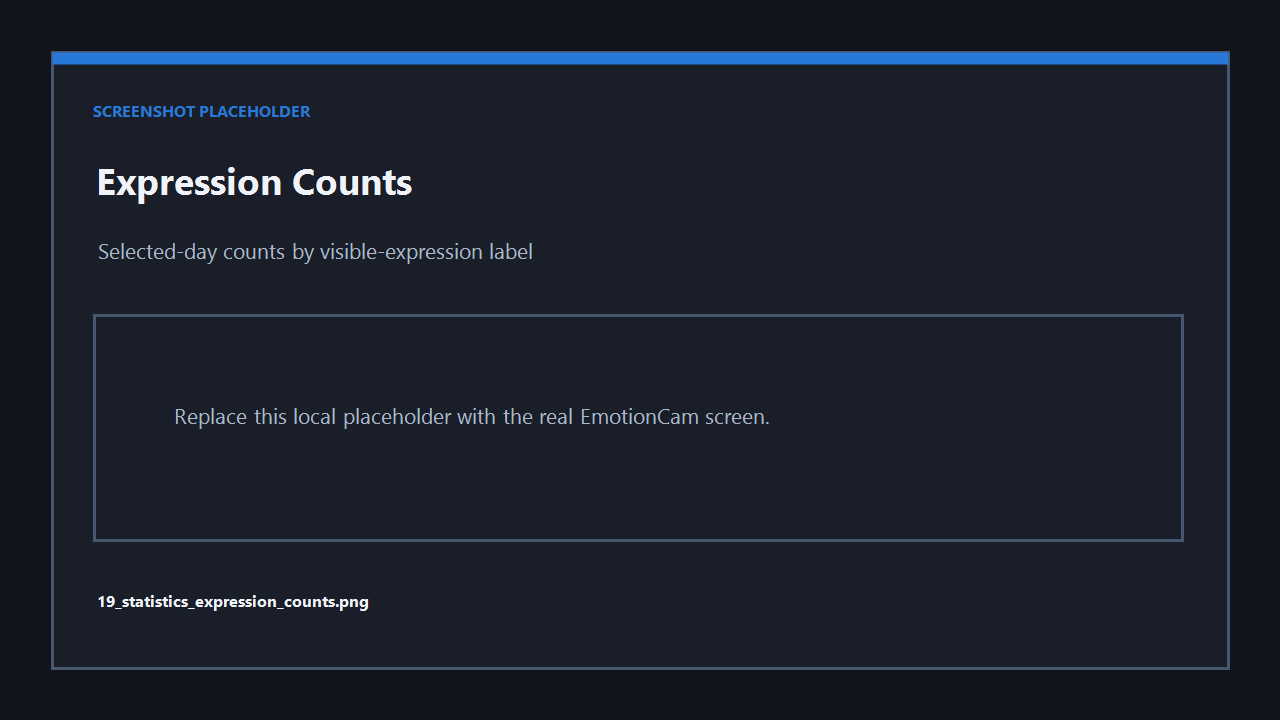 SCREENSHOT PLACEHOLDER
Expression Counts
Selected-day counts by visible-expression label
Replace this local placeholder with the real EmotionCam screen.
19_statistics_expression_counts.png